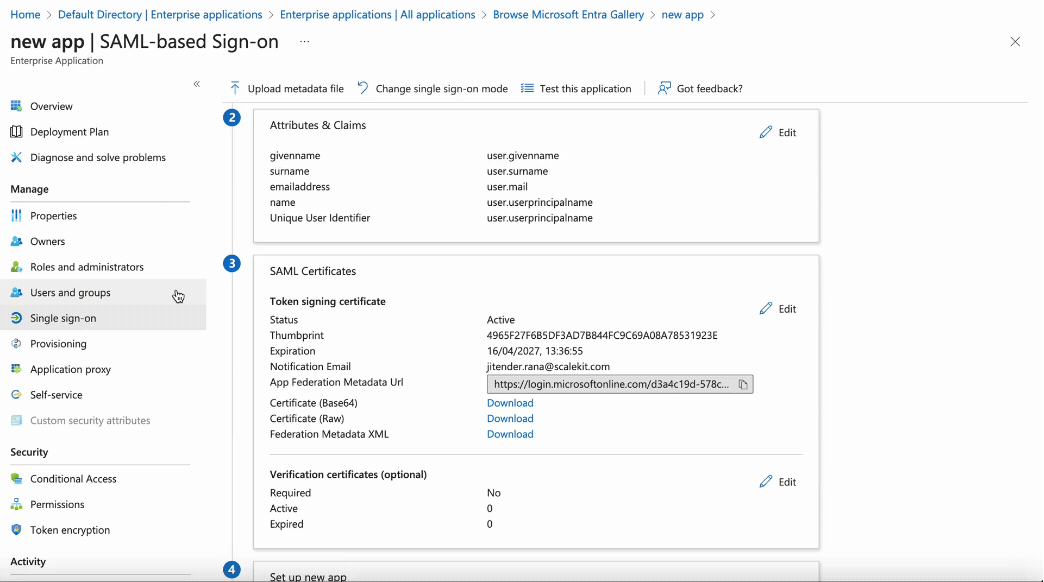 Home > Default Directory | Enterprise applications > Enterprise applications | All applications > Browse Microsoft Entra Gallery > new app >
new app | SAML-based Sign-on ...
Enterprise Application
Overview
Deployment Plan
Diagnose and solve problems
Manage
Properties
Owners
Roles and administrators
Users and groups
Single sign-on
Provisioning
Application proxy
Self-service
Custom security attributes
Security
Conditional Access
Permissions
Token encryption
Activity
Upload metadata file Change single sign-on mode Test this application Got feedback?
2
Attributes & Claims
Edit
givenname user.givenname
surname user.surname
emailaddress user.mail
name user.userprincipalname
Unique User Identifier user.userprincipalname
3
SAML Certificates
Token signing certificate
Edit
Status Active
Thumbprint 4965F27F6B5DF3AD7B844FC9C69A08A78531923E
Expiration 16/04/2027, 13:36:55
Notification Email jitender.rana@scalekit.com
App Federation Metadata Url https://login.microsoftonline.com/d3a4c19d-578c...
Certificate (Base64) Download
Certificate (Raw) Download
Federation Metadata XML Download
Verification certificates (optional)
Edit
Required No
Active 0
Expired 0
4
Set up new app